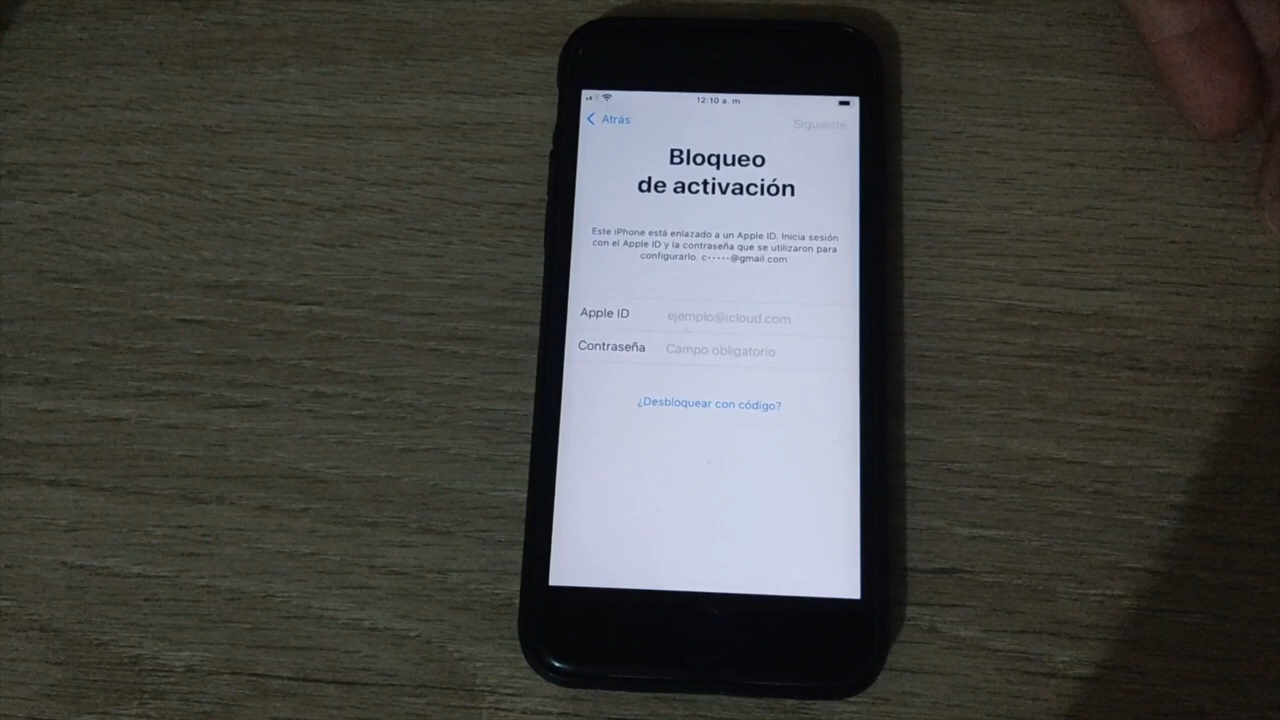 12:10 a. m.
Atrás
Siguiente
Bloqueo
de activación
Este iPhone está enlazado a un Apple ID. Inicia sesión
con el Apple ID y la contraseña que se utilizaron para
configurarlo. c•••••@gmail.com
Apple ID ejemplo@icloud.com
Contraseña Campo obligatorio
¿Desbloquear con código?